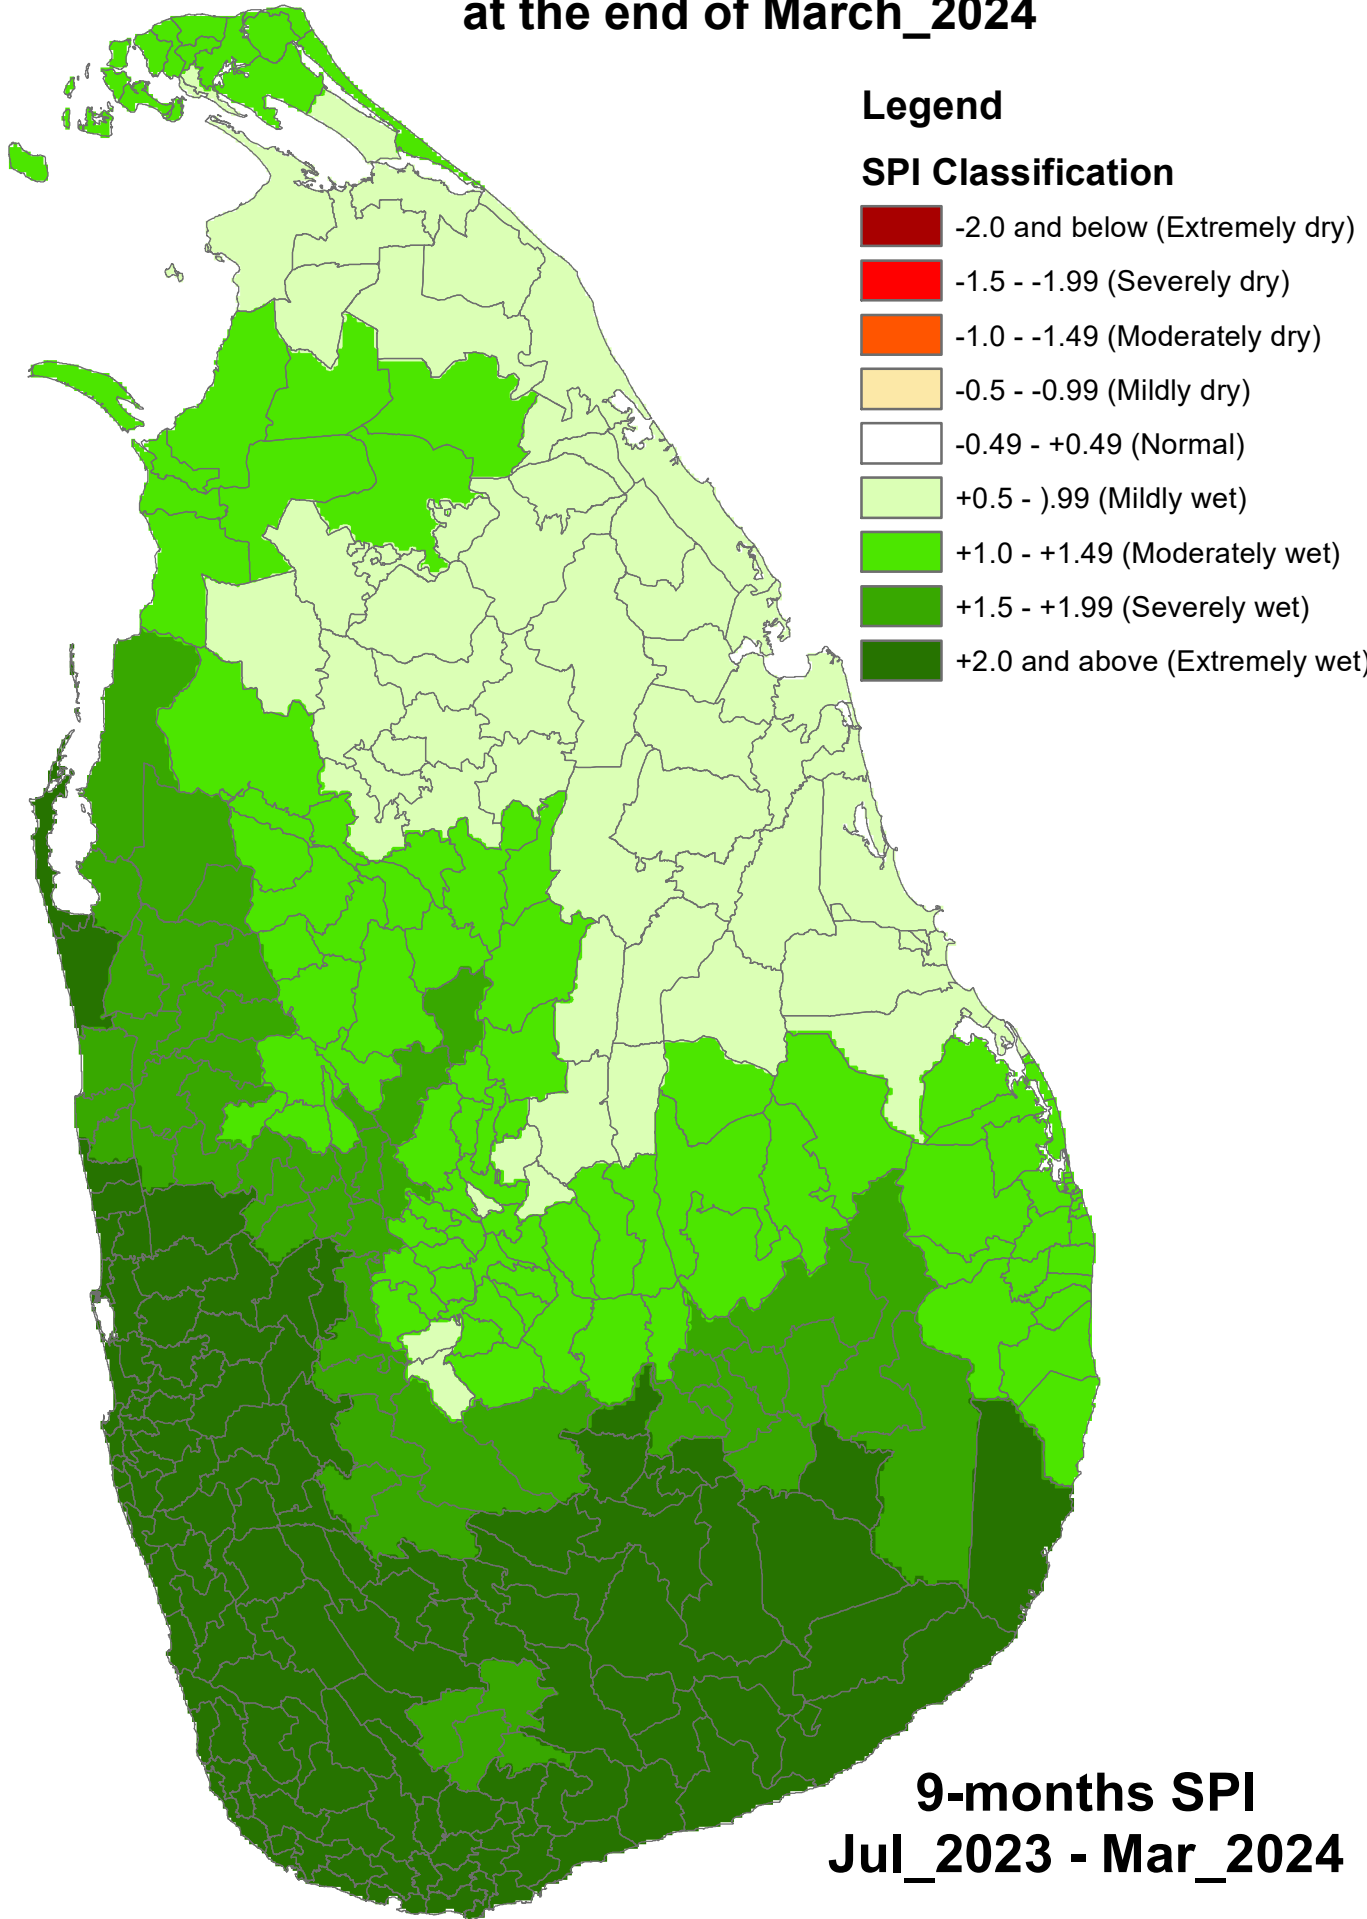 at the end of March_2024
Legend
SPI Classification
-2.0 and below (Extremely dry)
-1.5 - -1.99 (Severely dry)
-1.0 - -1.49 (Moderately dry)
-0.5 - -0.99 (Mildly dry)
-0.49 - +0.49 (Normal)
+0.5 - ).99 (Mildly wet)
+1.0 - +1.49 (Moderately wet)
+1.5 - +1.99 (Severely wet)
+2.0 and above (Extremely wet)
9-months SPI
Jul_2023 - Mar_2024